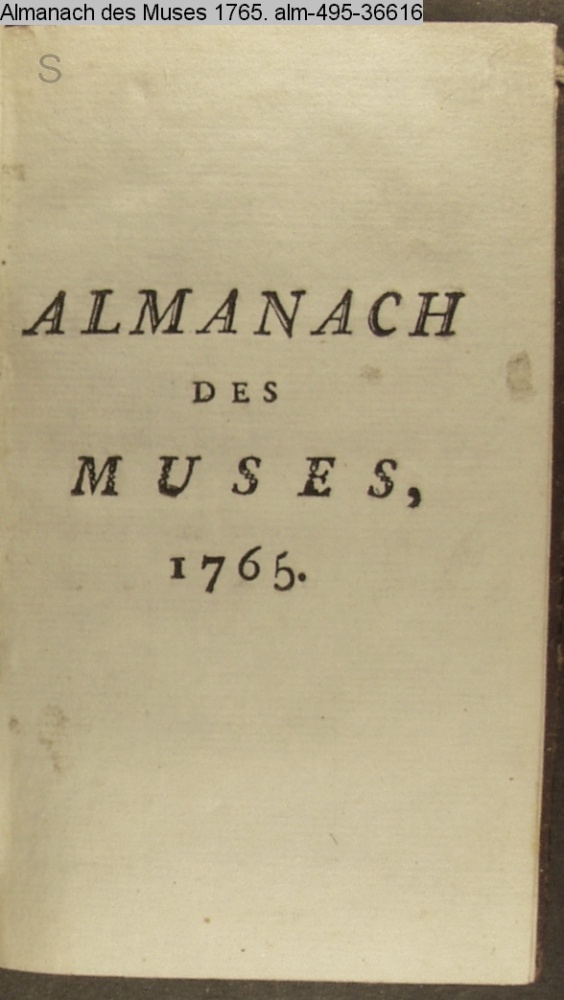 Almanach des Muses 1765. alm-495-36616
S
ALMANACH
DES
MUSES,
1765.